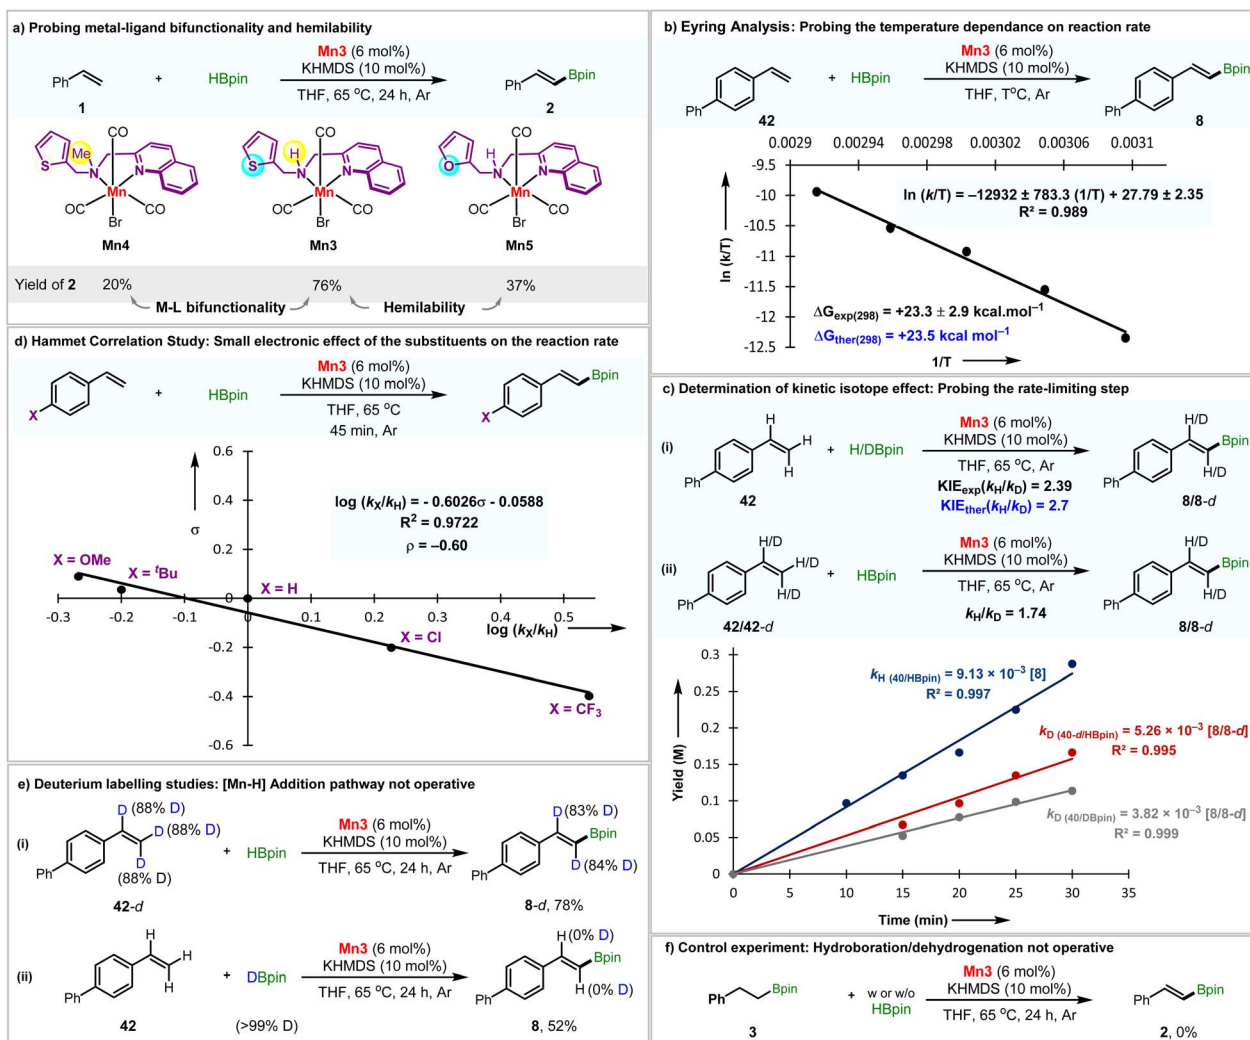 a) Probing metal-ligand bifunctionality and hemilability
Ph
1
+
HBpin
Mn3 (6 mol%)
KHMDS (10 mol%)
THF, 65 °C, 24 h, Ar
Ph
Bpin
2
CO
Me
S
N
N
Mn
OC
CO
Br
Mn4
CO
H
S
N
N
Mn
OC
CO
Br
Mn3
CO
H
O
N
N
Mn
OC
CO
Br
Mn5
Yield of 2 20% 76% 37%
M-L bifunctionality Hemilability
b) Eyring Analysis: Probing the temperature dependance on reaction rate
Ph
42
+
HBpin
Mn3 (6 mol%)
KHMDS (10 mol%)
THF, T°C, Ar
Ph
Bpin
8
0.0029 0.00294 0.00298 0.00302 0.00306 0.0031
-9.5
-10
-10.5
-11
-11.5
-12
-12.5
ln (k/T)
ln (k/T) = –12932 ± 783.3 (1/T) + 27.79 ± 2.35
R² = 0.989
ΔGexp(298) = +23.3 ± 2.9 kcal.mol⁻¹
ΔGther(298) = +23.5 kcal mol⁻¹
1/T
d) Hammet Correlation Study: Small electronic effect of the substituents on the reaction rate
X
+
HBpin
Mn3 (6 mol%)
KHMDS (10 mol%)
THF, 65 °C
45 min, Ar
X
Bpin
0.6
0.4
0.2
0
-0.2
-0.4
-0.6
σ
log (kX/kH) = - 0.6026σ - 0.0588
R² = 0.9722
ρ = –0.60
X = OMe
X = ᵗBu
X = H
X = Cl
X = CF₃
-0.3 -0.2 -0.1 0 0.1 0.2 0.3 0.4 0.5
log (kX/kH)
c) Determination of kinetic isotope effect: Probing the rate-limiting step
(i)
H
H
H
Ph
42
+
H/DBpin
Mn3 (6 mol%)
KHMDS (10 mol%)
THF, 65 °C, Ar
KIEexp(kH/kD) = 2.39
KIEther(kH/kD) = 2.7
H/D
Bpin
H/D
Ph
8/8-d
(ii)
H/D
H/D
H/D
Ph
42/42-d
+
HBpin
Mn3 (6 mol%)
KHMDS (10 mol%)
THF, 65 °C, Ar
kH/kD = 1.74
H/D
Bpin
H/D
Ph
8/8-d
0.3
0.25
0.2
0.15
0.1
0.05
0
Yield (M)
kH (40/HBpin) = 9.13 × 10⁻³ [8]
R² = 0.997
kD (40-d/HBpin) = 5.26 × 10⁻³ [8/8-d]
R² = 0.995
kD (40/DBpin) = 3.82 × 10⁻³ [8/8-d]
R² = 0.999
0 5 10 15 20 25 30 35
Time (min)
e) Deuterium labelling studies: [Mn-H] Addition pathway not operative
(i)
D (88% D)
D (88% D)
D
(88% D)
Ph
42-d
+
HBpin
Mn3 (6 mol%)
KHMDS (10 mol%)
THF, 65 °C, 24 h, Ar
D (83% D)
Bpin
D (84% D)
Ph
8-d, 78%
(ii)
H
H
H
Ph
42
+
DBpin
(>99% D)
Mn3 (6 mol%)
KHMDS (10 mol%)
THF, 65 °C, 24 h, Ar
H (0% D)
Bpin
H (0% D)
Ph
8, 52%
f) Control experiment: Hydroboration/dehydrogenation not operative
Ph
Bpin
3
+
w or w/o
HBpin
Mn3 (6 mol%)
KHMDS (10 mol%)
THF, 65 °C, 24 h, Ar
Ph
Bpin
2, 0%